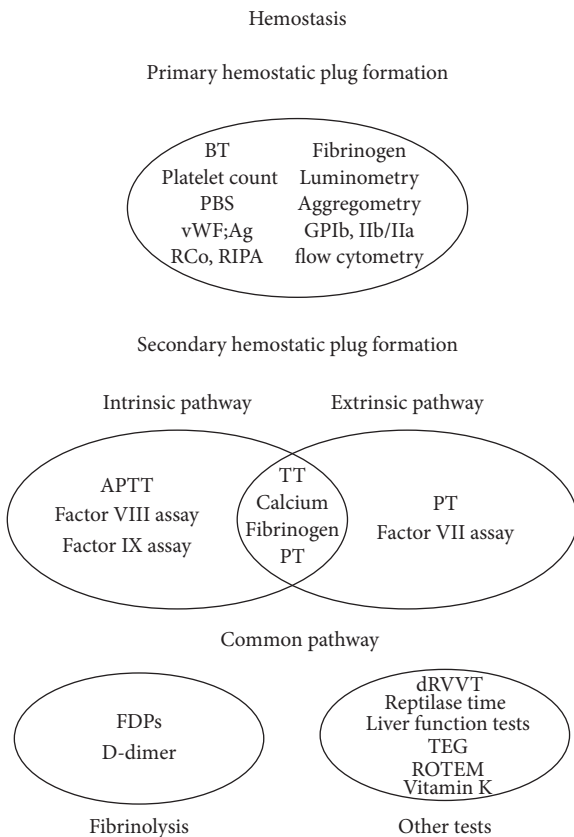 Hemostasis
Primary hemostatic plug formation
BT
Platelet count
PBS
vWF;Ag
RCo, RIPA
Fibrinogen
Luminometry
Aggregometry
GPIb, IIb/IIa
flow cytometry
Secondary hemostatic plug formation
Intrinsic pathway
Extrinsic pathway
APTT
Factor VIII assay
Factor IX assay
TT
Calcium
Fibrinogen
PT
PT
Factor VII assay
Common pathway
FDPs
D-dimer
Fibrinolysis
dRVVT
Reptilase time
Liver function tests
TEG
ROTEM
Vitamin K
Other tests